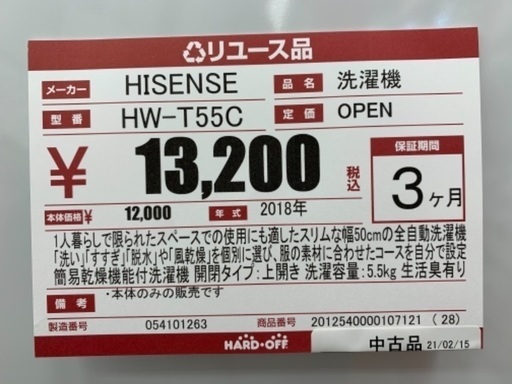 リユース品
メーカー HISENSE 品名 洗濯機
型番 HW-T55C 定価 OPEN
¥13,200 税込 保証期間 3ヶ月
本体価格¥ 12,000 年式 2018年
1人暮らしで限られたスペースでの使用にも適したスリムな幅50cmの全自動洗濯機
「洗い」「すすぎ」「脱水」や「風乾燥」を個別に選び、服の素材に合わせたコースを自分で設定
簡易乾燥機能付洗濯機 開閉タイプ:上開き 洗濯容量:5.5kg 生活臭有り
備考 ・本体のみの販売です
製造番号 054101263 商品番号 2012540000107121 (28)
HARD・OFF 中古品 21/02/15